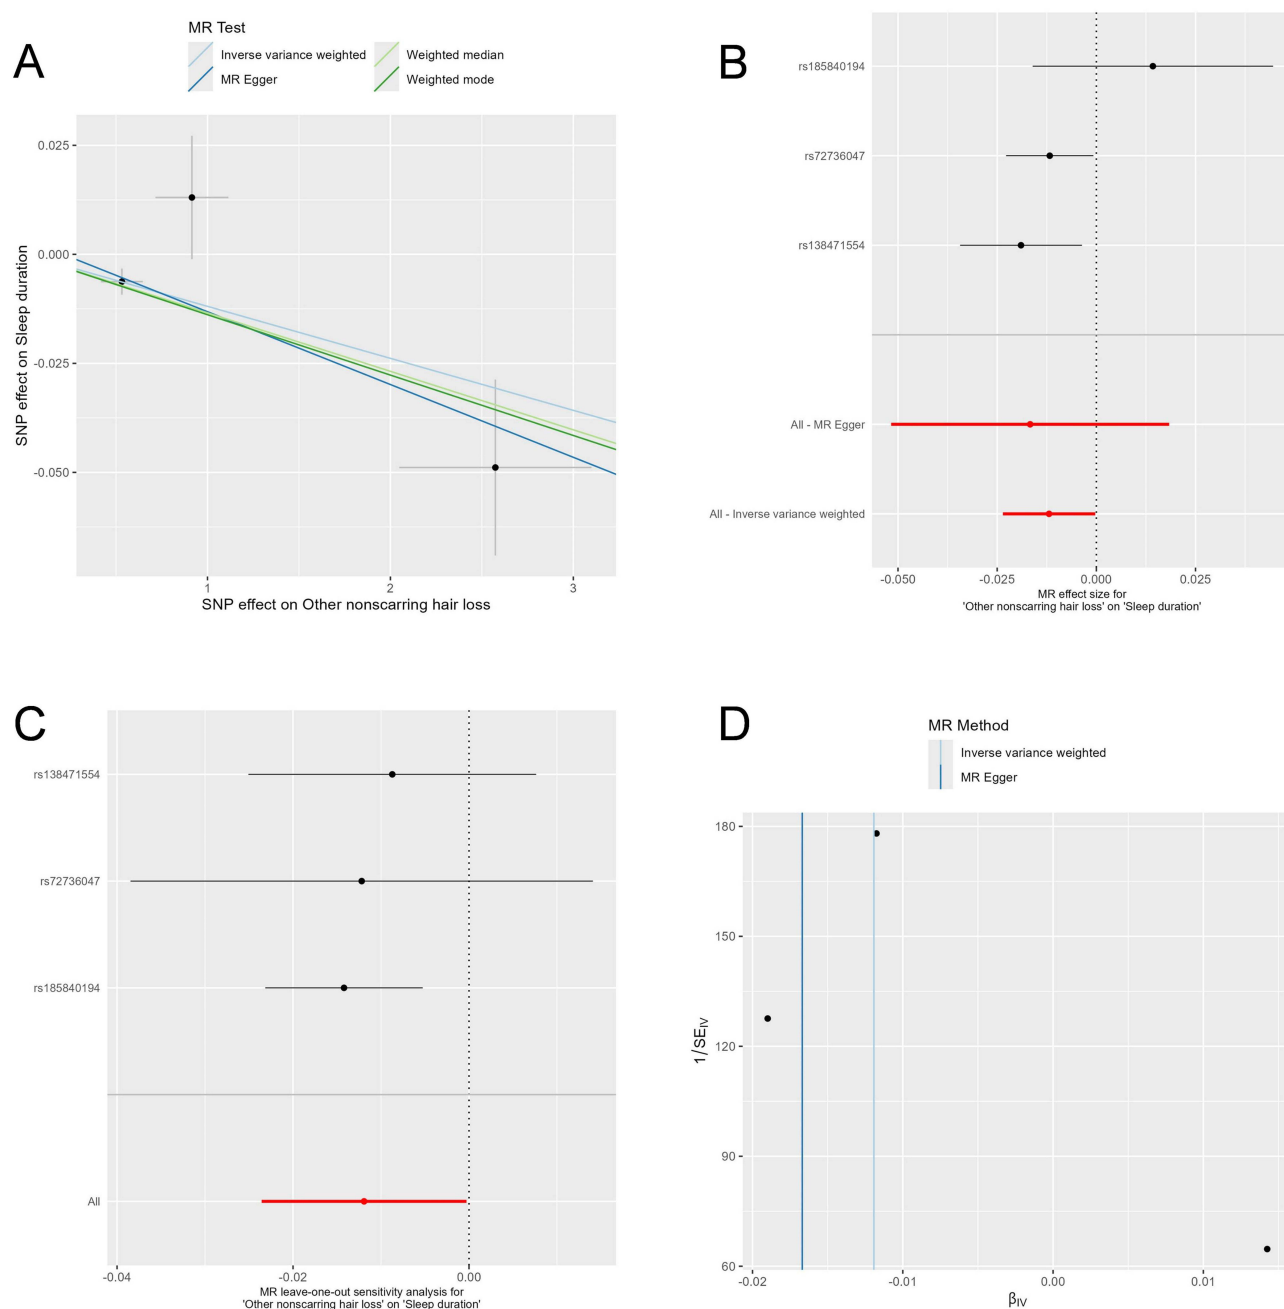 A
MR Test
Inverse variance weighted
Weighted median
MR Egger
Weighted mode
0.025
0.000
-0.025
-0.050
SNP effect on Sleep duration
1
2
3
SNP effect on Other nonscarring hair loss
B
rs185840194
rs72736047
rs138471554
All - MR Egger
All - Inverse variance weighted
-0.050
-0.025
0.000
0.025
MR effect size for
'Other nonscarring hair loss' on 'Sleep duration'
C
rs138471554
rs72736047
rs185840194
All
-0.04
-0.02
0.00
MR leave-one-out sensitivity analysis for
'Other nonscarring hair loss' on 'Sleep duration'
D
MR Method
Inverse variance weighted
MR Egger
180
150
120
90
60
1/SE_IV
-0.02
-0.01
0.00
0.01
β_IV